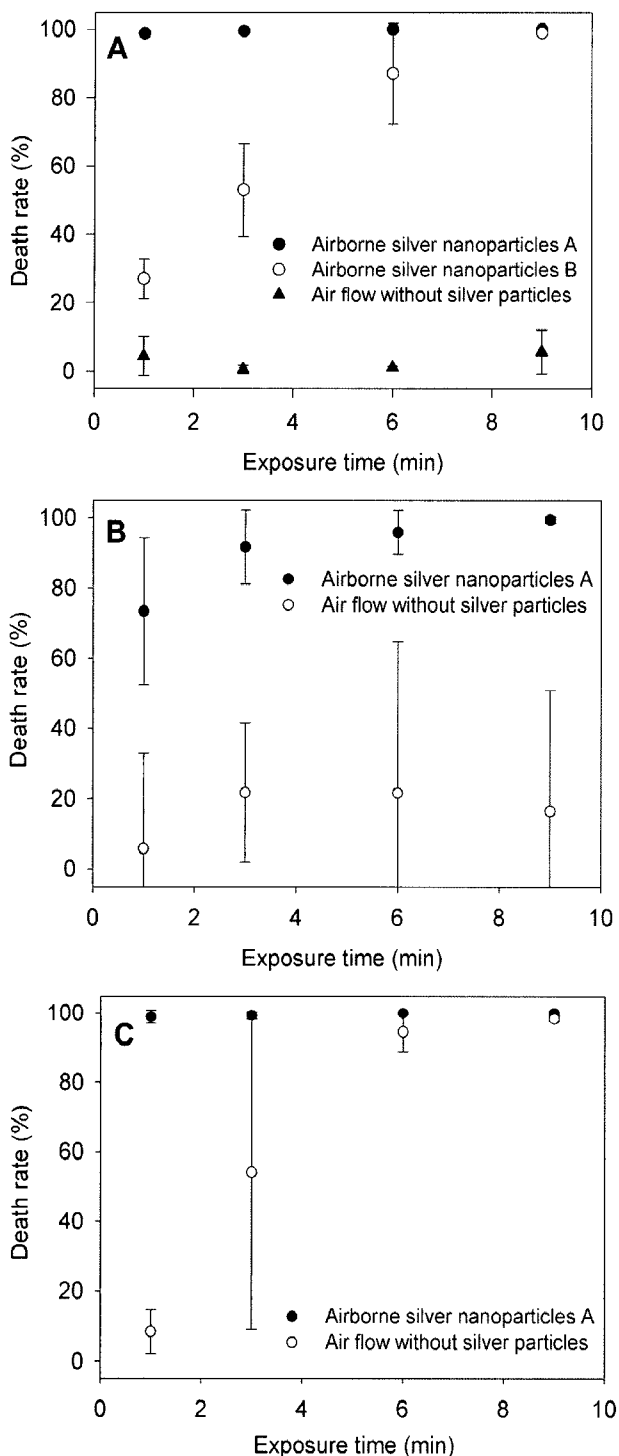 A
Death rate (%)
100
80
60
40
20
0
Airborne silver nanoparticles A
Airborne silver nanoparticles B
Air flow without silver particles
0 2 4 6 8 10
Exposure time (min)
B
Death rate (%)
100
80
60
40
20
0
Airborne silver nanoparticles A
Air flow without silver particles
0 2 4 6 8 10
Exposure time (min)
C
Death rate (%)
100
80
60
40
20
0
Airborne silver nanoparticles A
Air flow without silver particles
0 2 4 6 8 10
Exposure time (min)